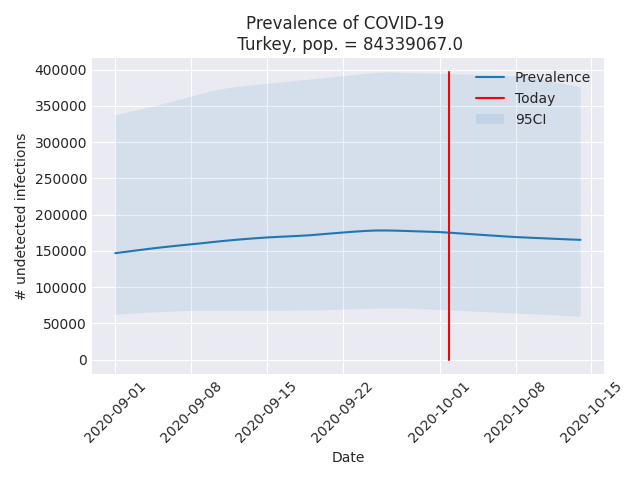 Prevalence of COVID-19
Turkey, pop. = 84339067.0
400000
350000
300000
250000
200000
150000
100000
50000
0
# undetected infections
Prevalence
Today
95CI
2020-09-01
2020-09-08
2020-09-15
2020-09-22
2020-10-01
2020-10-08
2020-10-15
Date